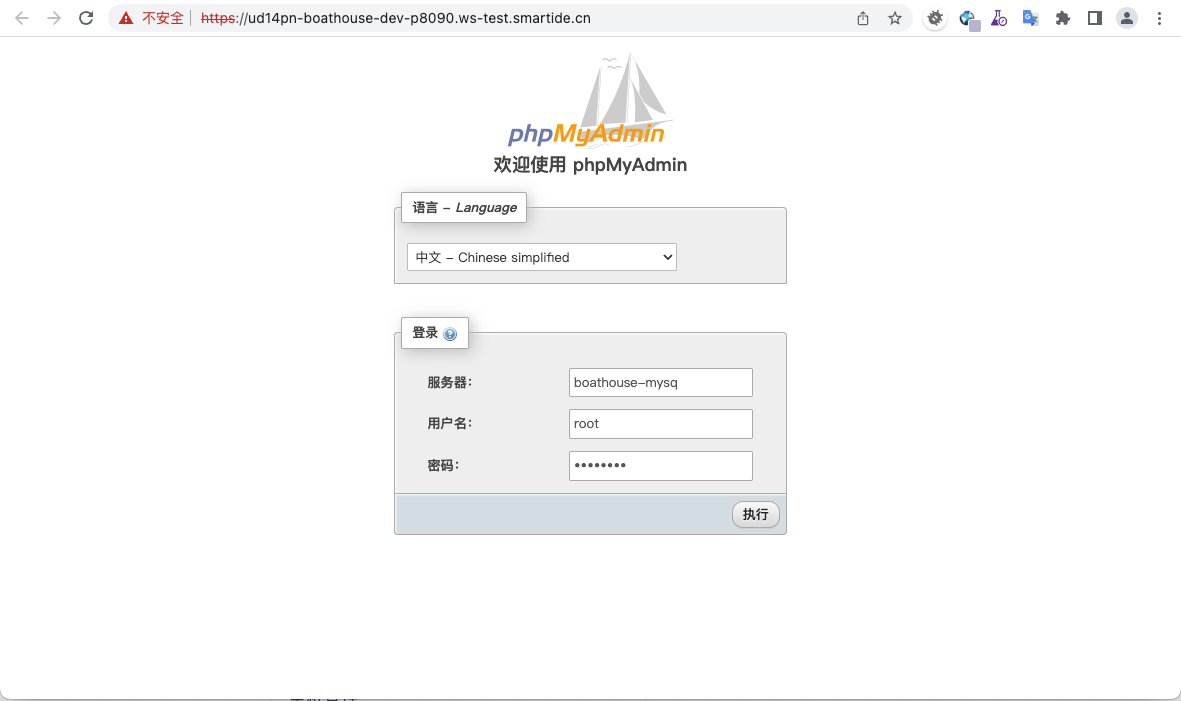 不安全 https://ud14pn-boathouse-dev-p8090.ws-test.smartide.cn
phpMyAdmin
欢迎使用 phpMyAdmin
语言 - Language
中文 - Chinese simplified
登录
服务器： boathouse-mysq
用户名： root
密码： ••••••••
执行